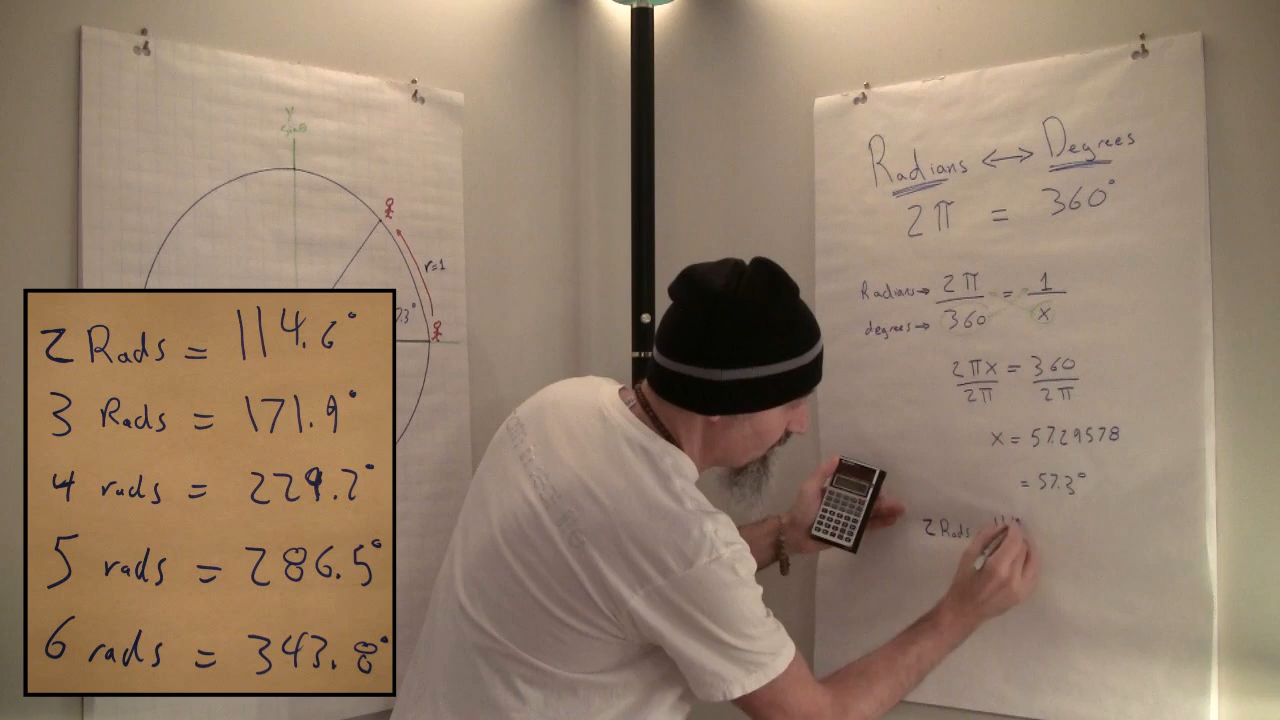 Y
sinθ
r=1
2 Rads = 114.6°
3 Rads = 171.9°
4 rads = 229.2°
5 rads = 286.5°
6 rads = 343.8°
Radians ↔ Degrees
2π = 360°
Radians→ 2π/360 = 1/x
degrees→
2πx/2π = 360/2π
x = 57.29578
= 57.3°
2 Rads